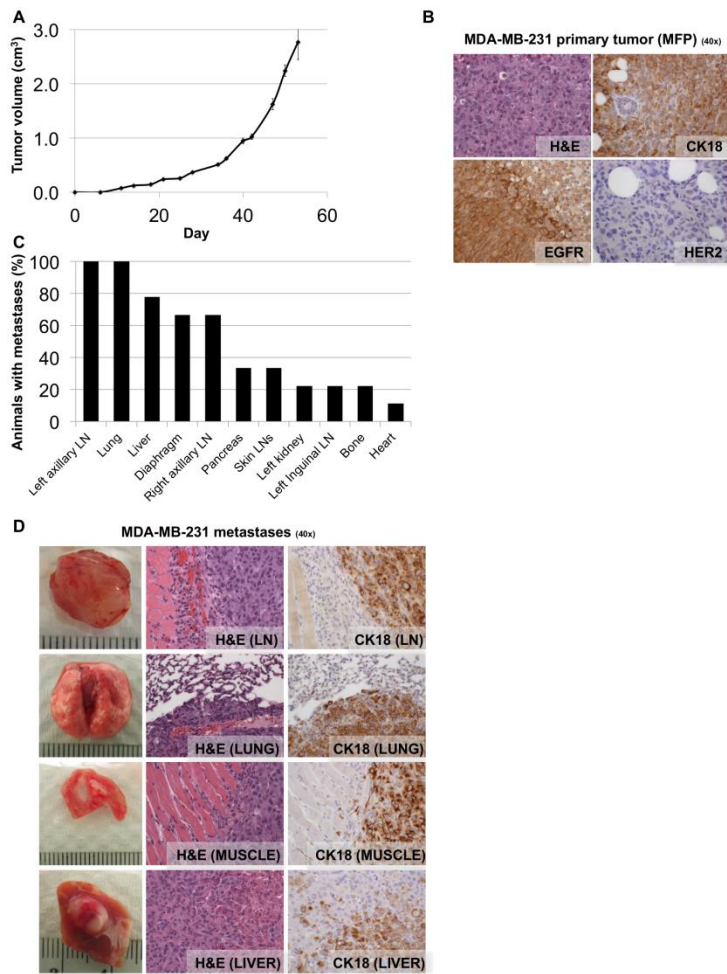 A
Tumor volume (cm³)
3.0
2.0
1.0
0.0
0
20
40
60
Day
B
MDA-MB-231 primary tumor (MFP) (40x)
H&E
CK18
EGFR
HER2
C
Animals with metastases (%)
100
80
60
40
20
0
Left axillary LN
Lung
Liver
Diaphragm
Right axillary LN
Pancreas
Skin LNs
Left kidney
Left Inguinal LN
Bone
Heart
D
MDA-MB-231 metastases (40x)
H&E (LN)
CK18 (LN)
H&E (LUNG)
CK18 (LUNG)
H&E (MUSCLE)
CK18 (MUSCLE)
H&E (LIVER)
CK18 (LIVER)